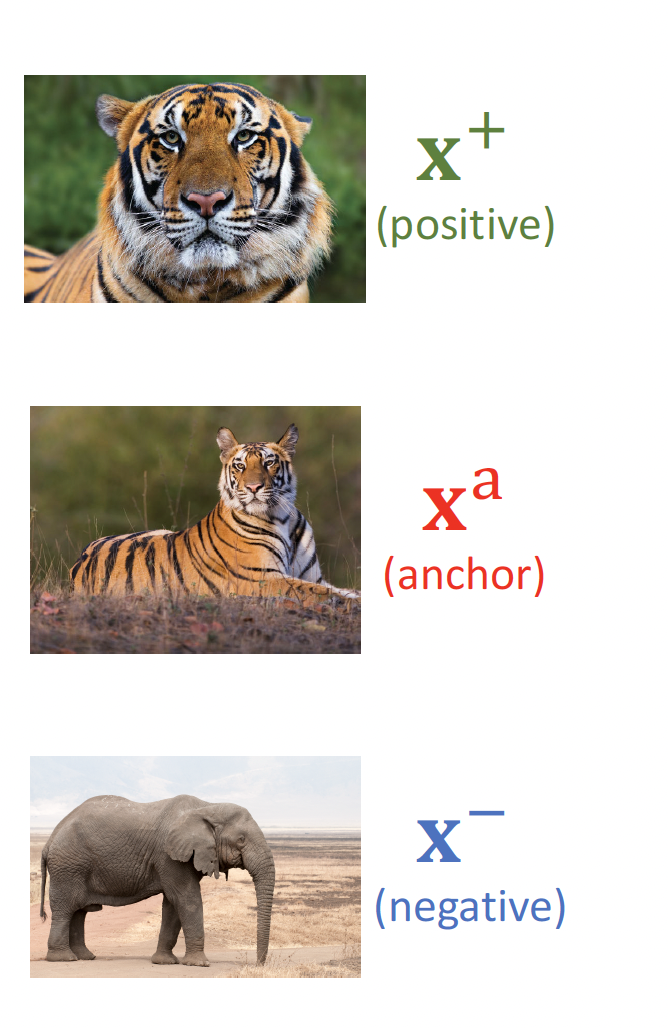 x⁺
(positive)
xᵃ
(anchor)
x⁻
(negative)